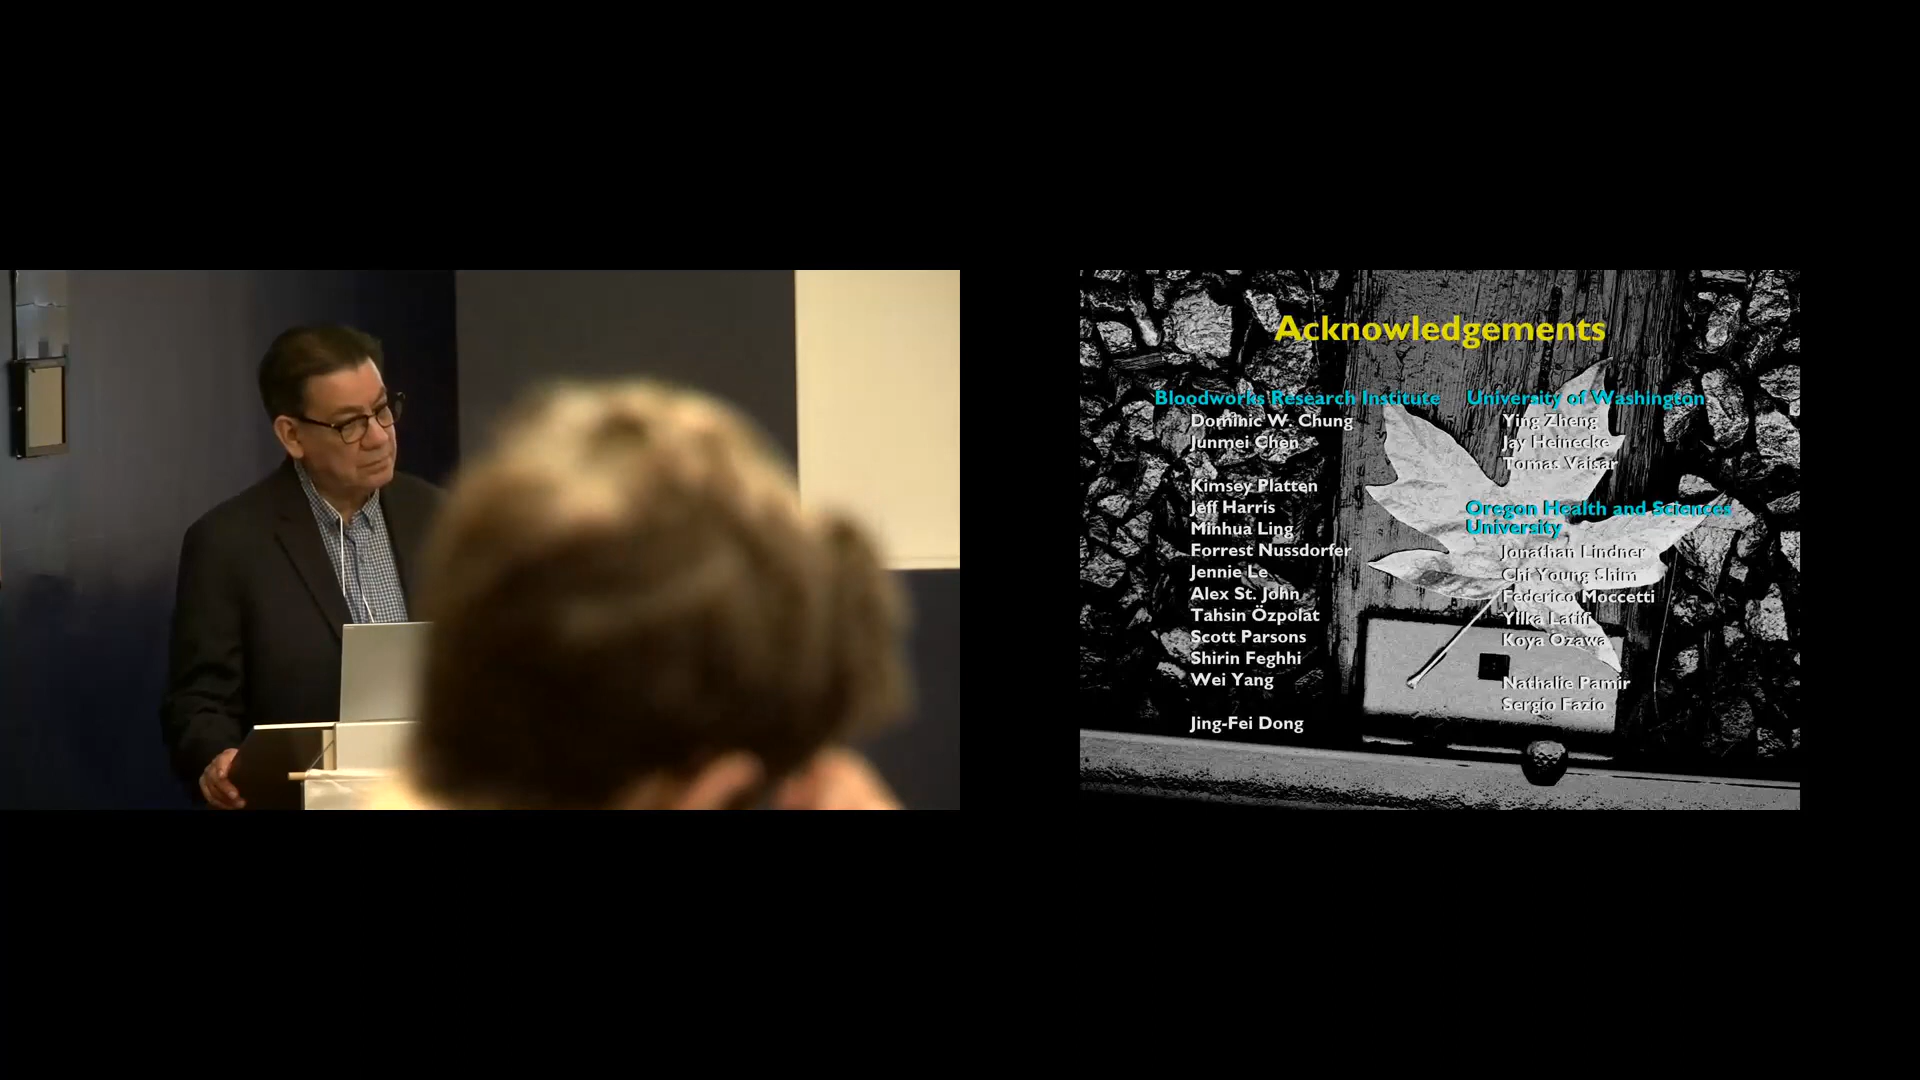 Acknowledgements
Bloodworks Research Institute
Dominic W. Chung
Junmei Chen
Kimsey Platten
Jeff Harris
Minhua Ling
Forrest Nussdorfer
Jennie Le
Alex St. John
Tahsin Özpolat
Scott Parsons
Shirin Feghhi
Wei Yang
Jing-Fei Dong
University of Washington
Ying Zheng
Jay Heinecke
Tomas Vaisar
Oregon Health and Sciences
University
Jonathan Lindner
Chi Young Shim
Federico Moccetti
Yllka Latifi
Koya Ozawa
Nathalie Pamir
Sergio Fazio